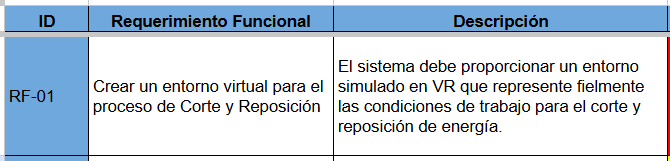 ID Requerimiento Funcional Descripción
RF-01
Crear un entorno virtual para el
proceso de Corte y Reposición
El sistema debe proporcionar un entorno
simulado en VR que represente fielmente
las condiciones de trabajo para el corte y
reposición de energía.